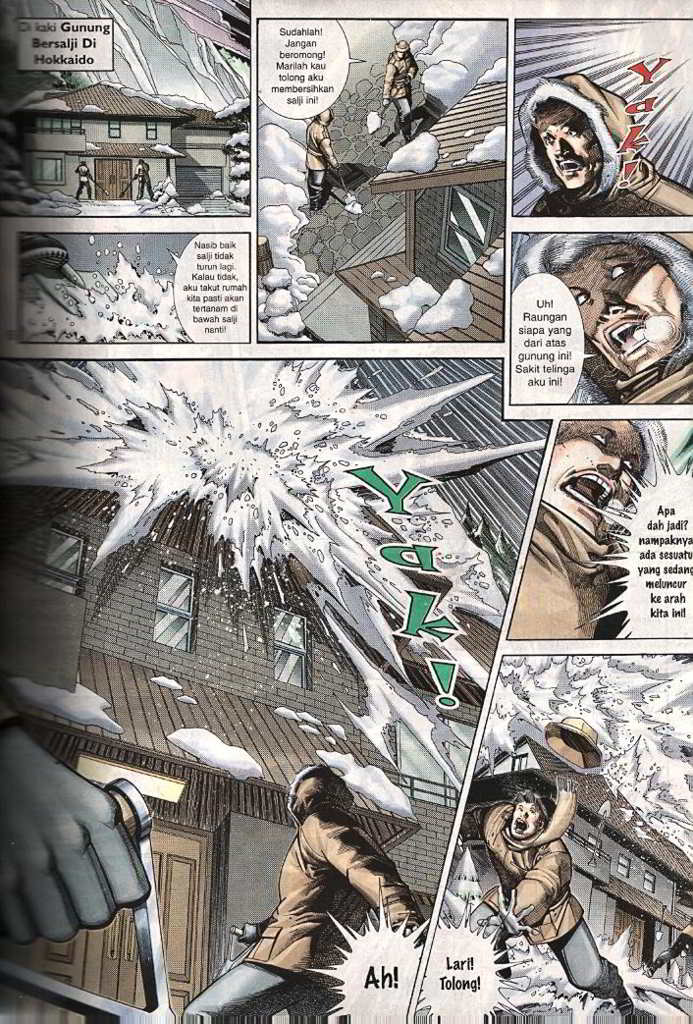 Di kaki Gunung
Bersalji Di
Hokkaido
Sudahlah!
Jangan
beromong!
Marilah kau
tolong aku
membersihkan
salji ini!
Yak!
Nasib baik
salji tidak
turun lagi.
Kalau tidak,
aku takut rumah
kita pasti akan
tertanam di
bawah salji
nanti!
Uh!
Raungan
siapa yang
dari atas
gunung ini!
Sakit telinga
aku ini!
Yak!
Apa
dah jadi?
nampaknya
ada sesuatu
yang sedang
meluncur
ke arah
kita ini!
Ah!
Lari!
Tolong!